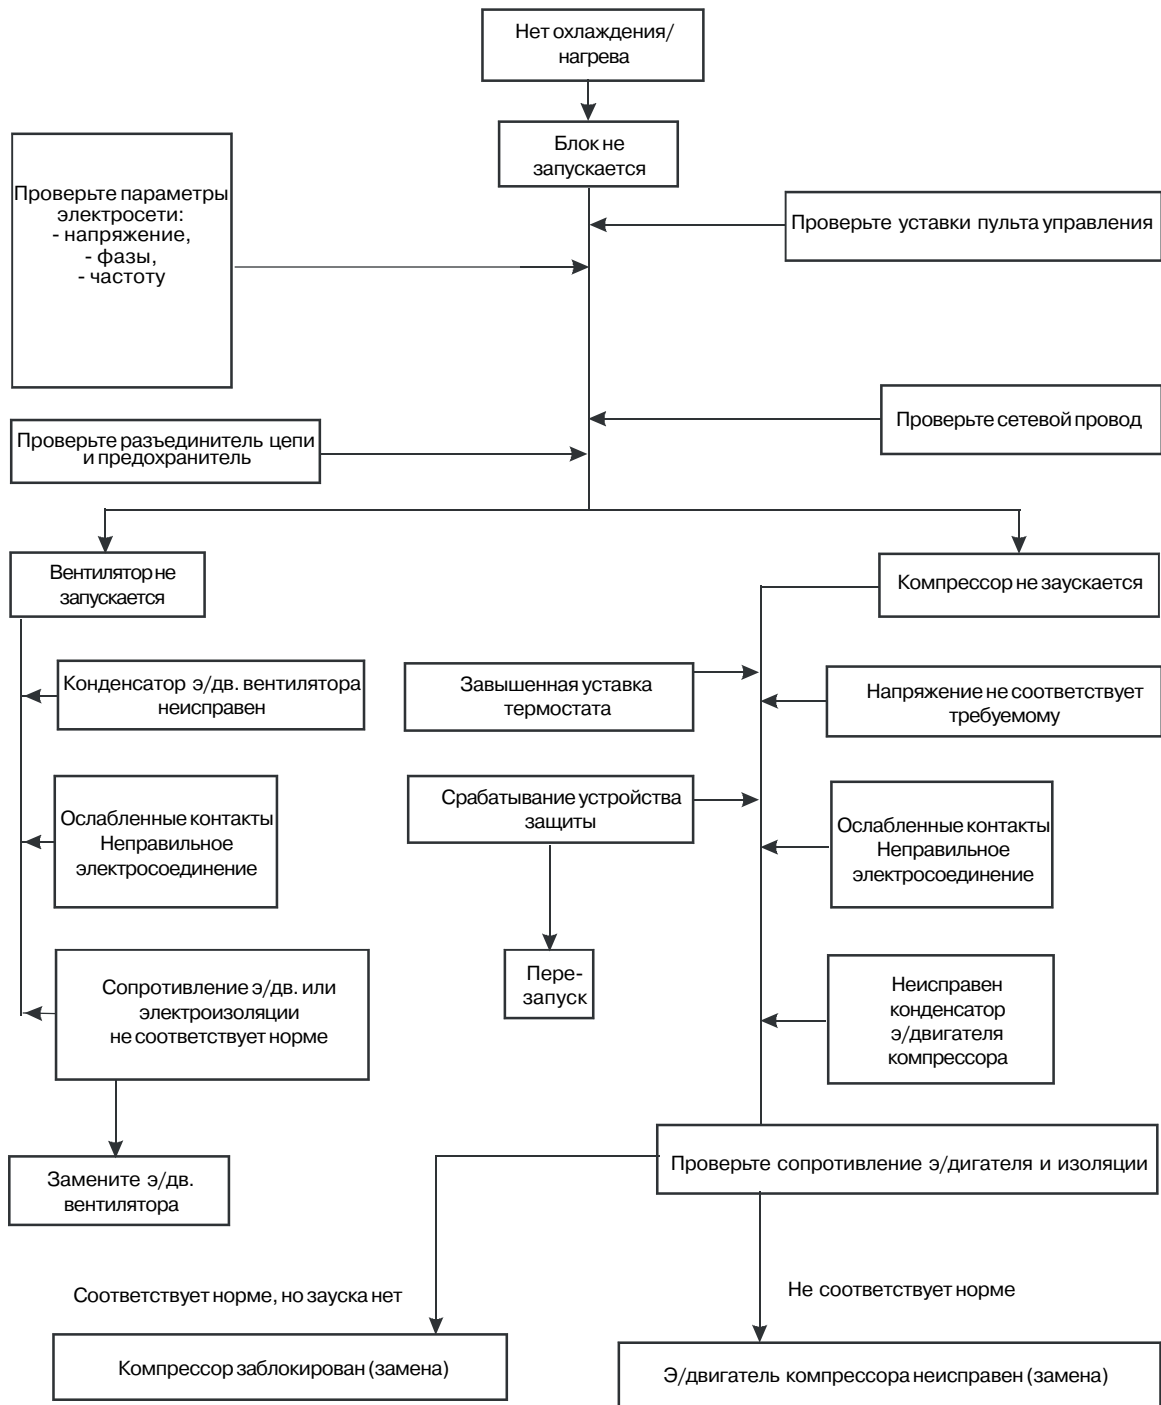 Нет охлаждения/
нагрева
Блок не
запускается
Проверьте параметры
электросети:
- напряжение,
- фазы,
- частоту
Проверьте уставки пульта управления
Проверьте сетевой провод
Проверьте разъединитель цепи
и предохранитель
Вентилятор не
запускается
Компрессор не заускается
Конденсатор э/дв. вентилятора
неисправен
Завышенная уставка
термостата
Напряжение не соответствует
требуемому
Срабатывание устройства
защиты
Ослабленные контакты
Неправильное
электросоединение
Ослабленные контакты
Неправильное
электросоединение
Сопротивление э/дв. или
электроизоляции
не соответствует норме
Пере-
запуск
Неисправен
конденсатор
э/двигателя
компрессора
Замените э/дв.
вентилятора
Проверьте сопротивление э/дигателя и изоляции
Соответствует норме, но зауска нет
Не соответствует норме
Компрессор заблокирован (замена)
Э/двигатель компрессора неисправен (замена)